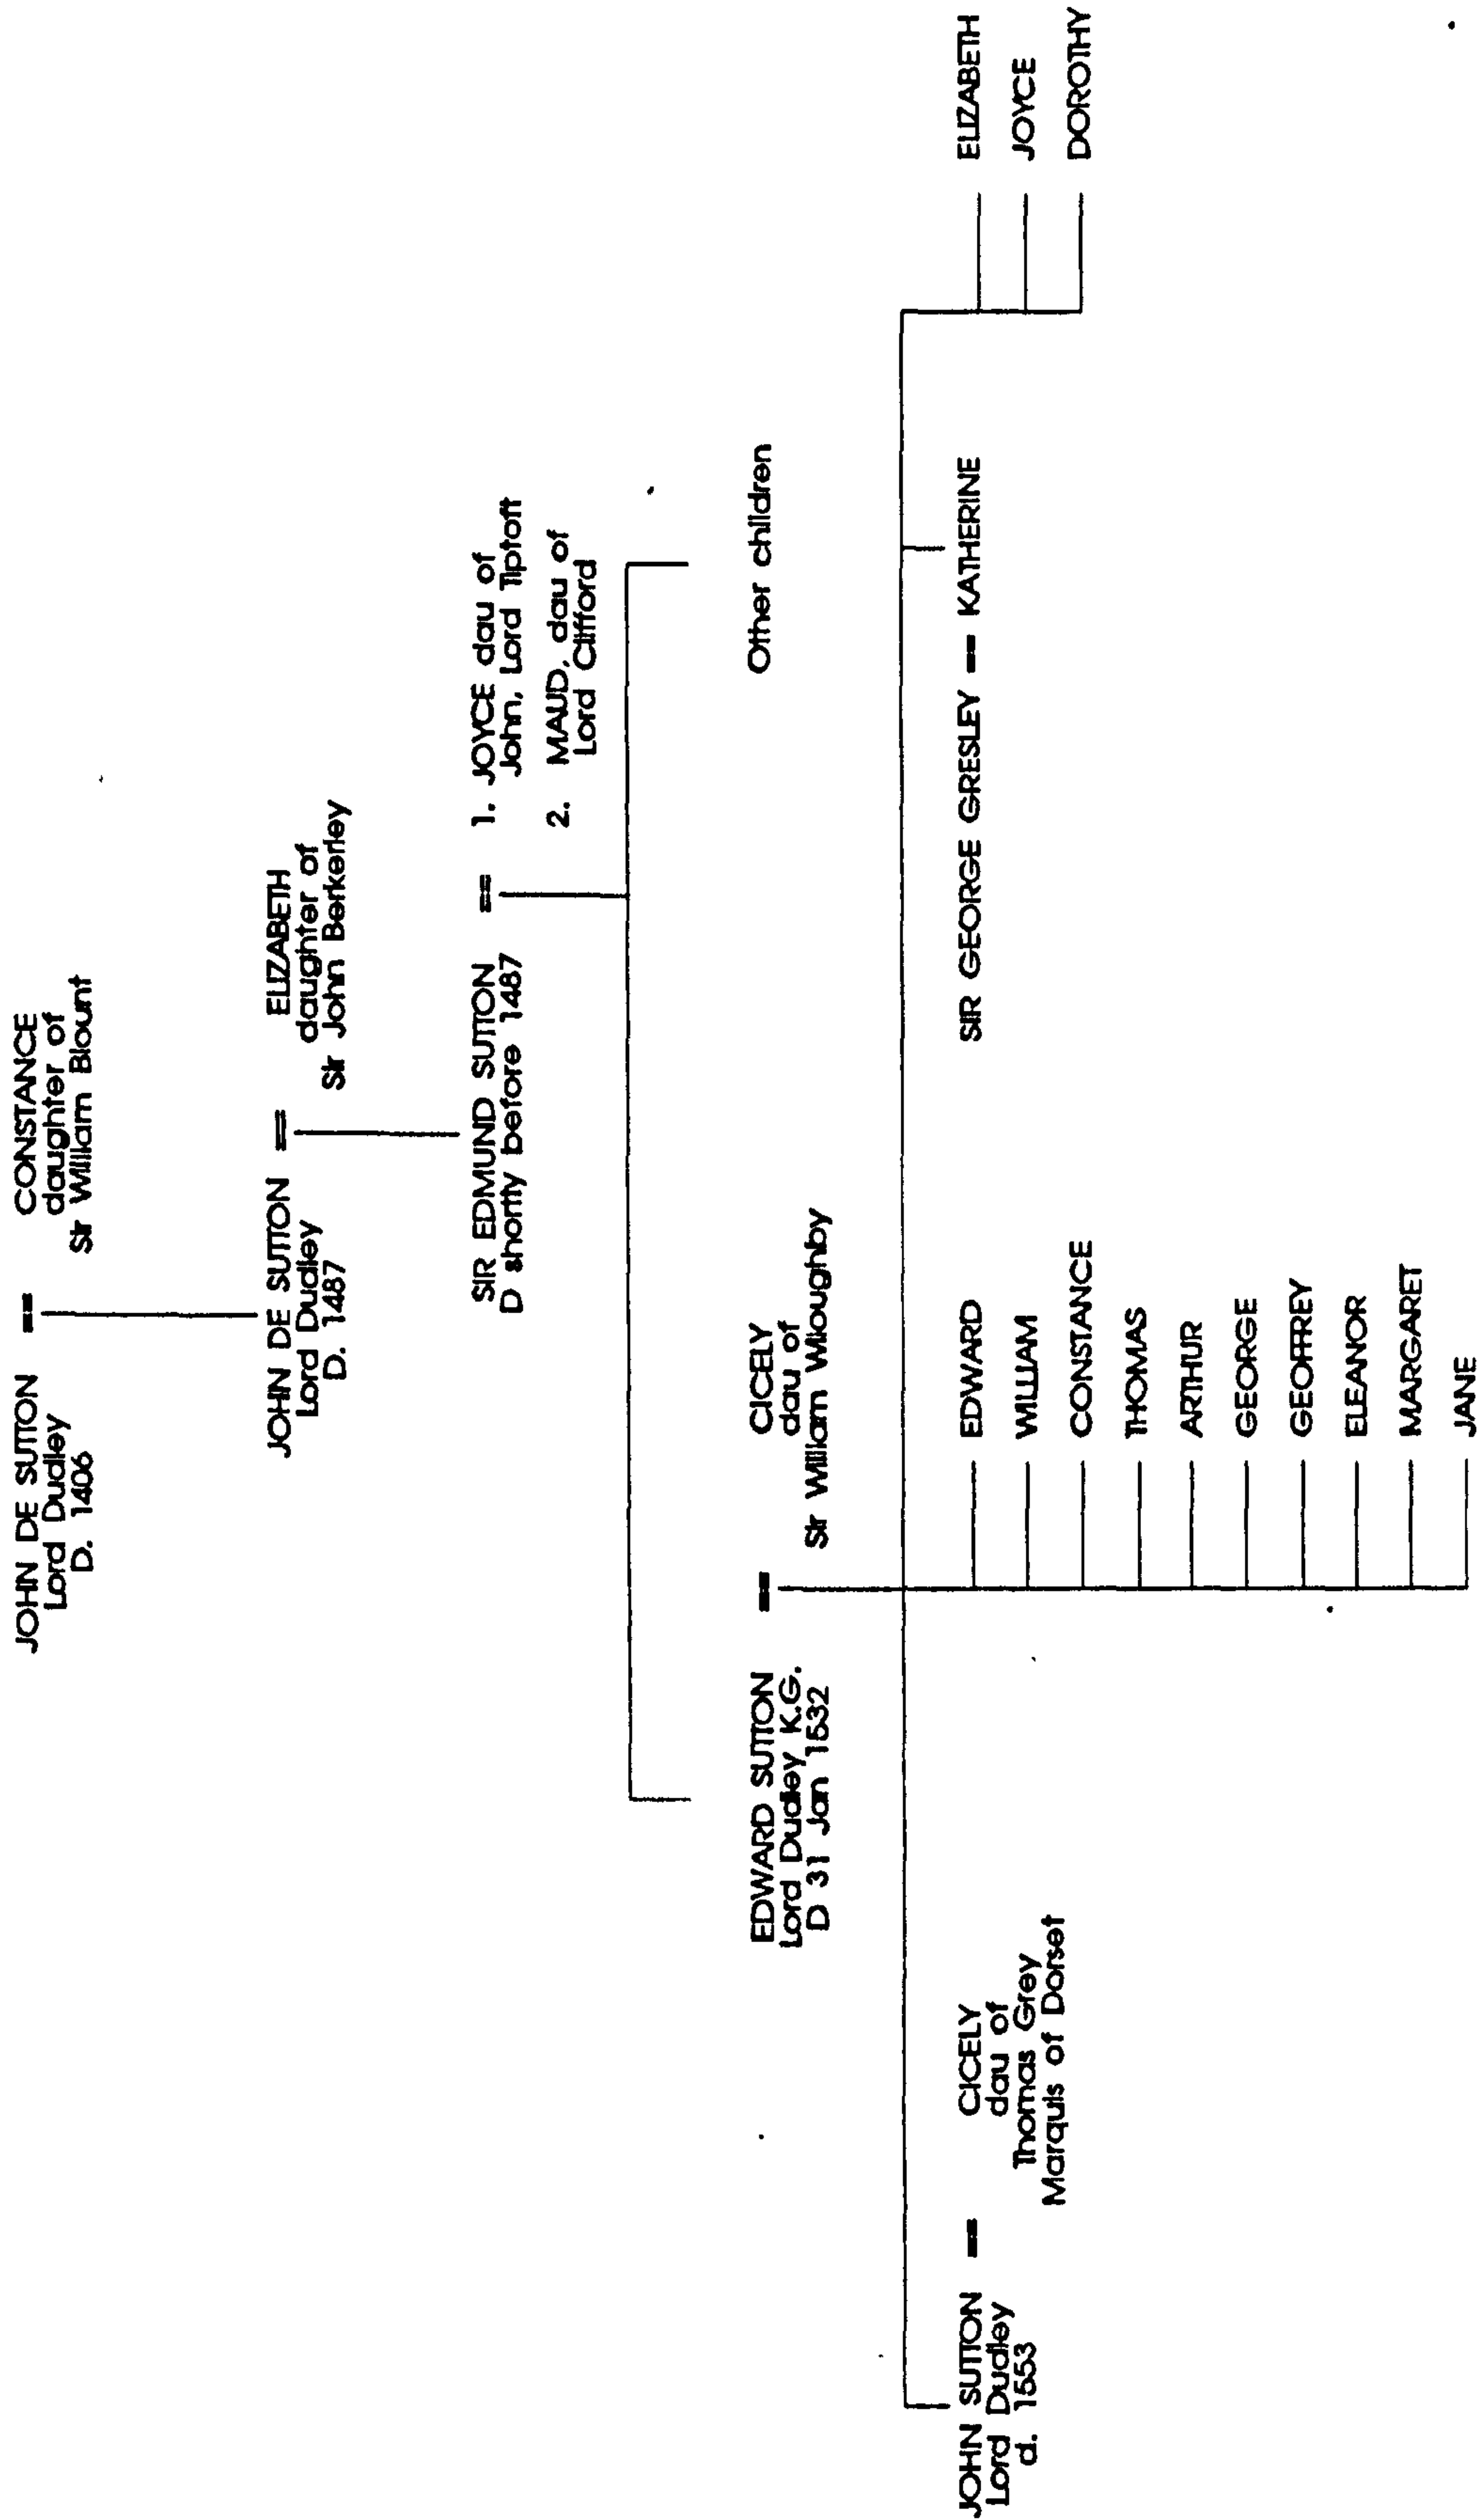 JOHN DE SUTTON == CONSTANCE
Lord Dudley daughter of
D. 1406 Sir William Blount
JOHN DE SUTTON == ELIZABETH
Lord Dudley daughter of
D. 1487 Sir John Berkerley
SIR EDMUND SUTTON == 1. JOYCE dau of
D shortly before 1487 John, Lord Tiptoft
2. MAUD, dau of
Lord Clifford
EDWARD SUTTON == CICELY Other children
Lord Dudley K.G. dau of
D 31 Jan 1532 Sir William Wloughby
JOHN SUTTON == CICELY
Lord Dudley dau of
d. 1553 Thomas Grey
Marquis of Dorset
EDWARD
WILLIAM
CONSTANCE
THOMAS
ARTHUR
GEORGE
GEOFFREY
ELEANOR
MARGARET
JANE
SIR GEORGE GRESLEY == KATHERINE
ELIZABETH
JOYCE
DOROTHY